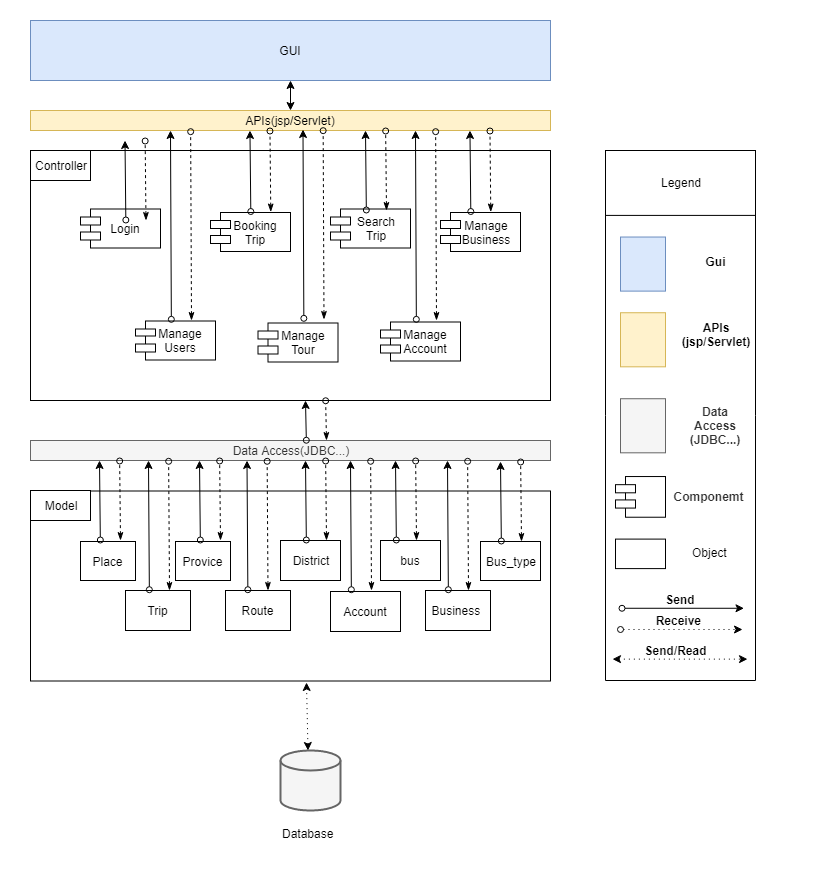 GUI
APIs(jsp/Servlet)
Controller
Login
Booking
Trip
Search
Trip
Manage
Business
Manage
Users
Manage
Tour
Manage
Account
Data Access(JDBC...)
Model
Place
Provice
District
bus
Bus_type
Trip
Route
Account
Business
Database
Legend
Gui
APIs
(jsp/Servlet)
Data
Access
(JDBC...)
Componemt
Object
Send
Receive
Send/Read